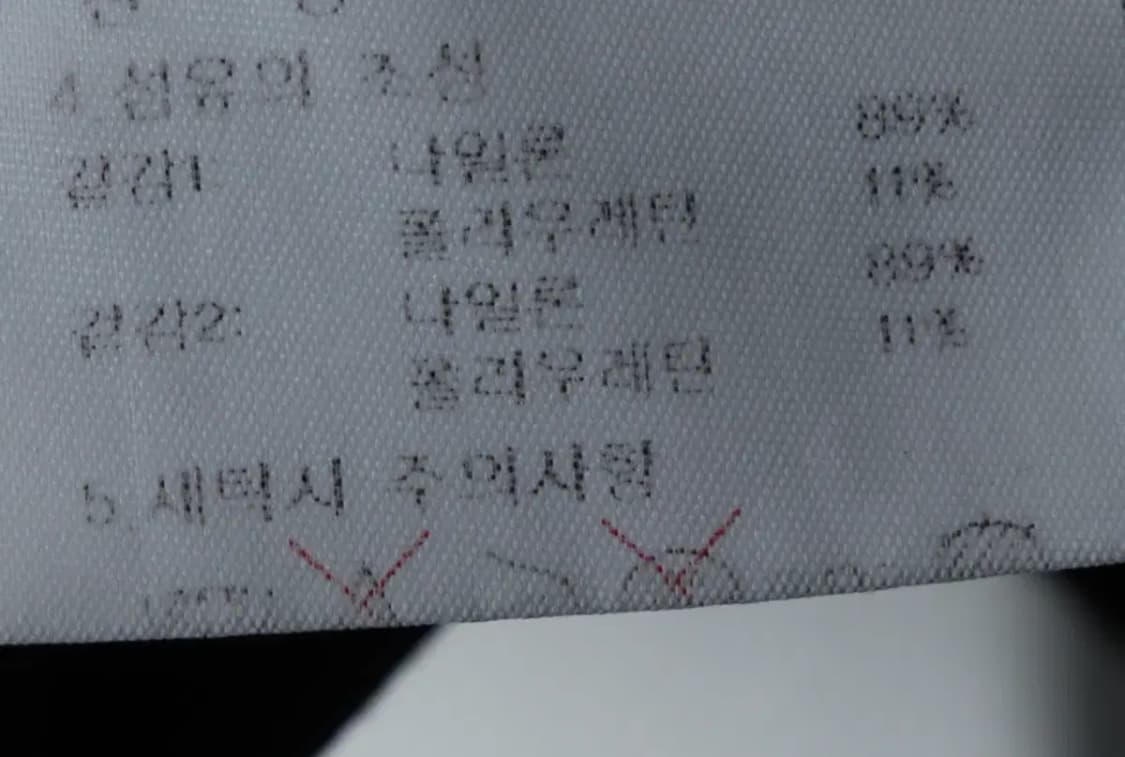 4. 섬유의 조성
겉감1: 나일론 89%
폴리우레탄 11%
겉감2: 나일론 89%
폴리우레탄 11%
5. 세탁시 주의사항